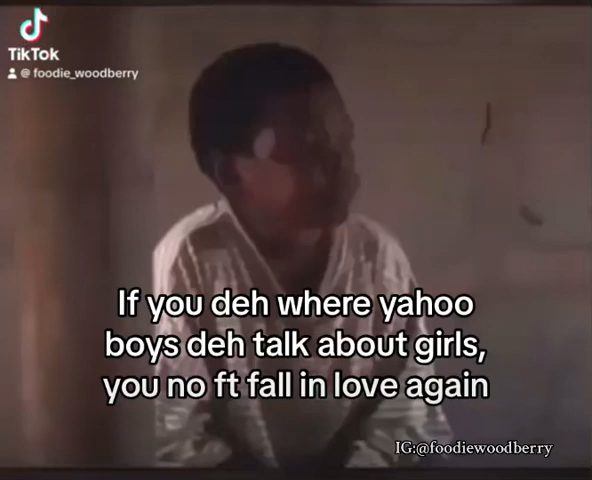 TikTok
@ foodie_woodberry
If you deh where yahoo
boys deh talk about girls,
you no ft fall in love again
IG:@foodiewoodberry